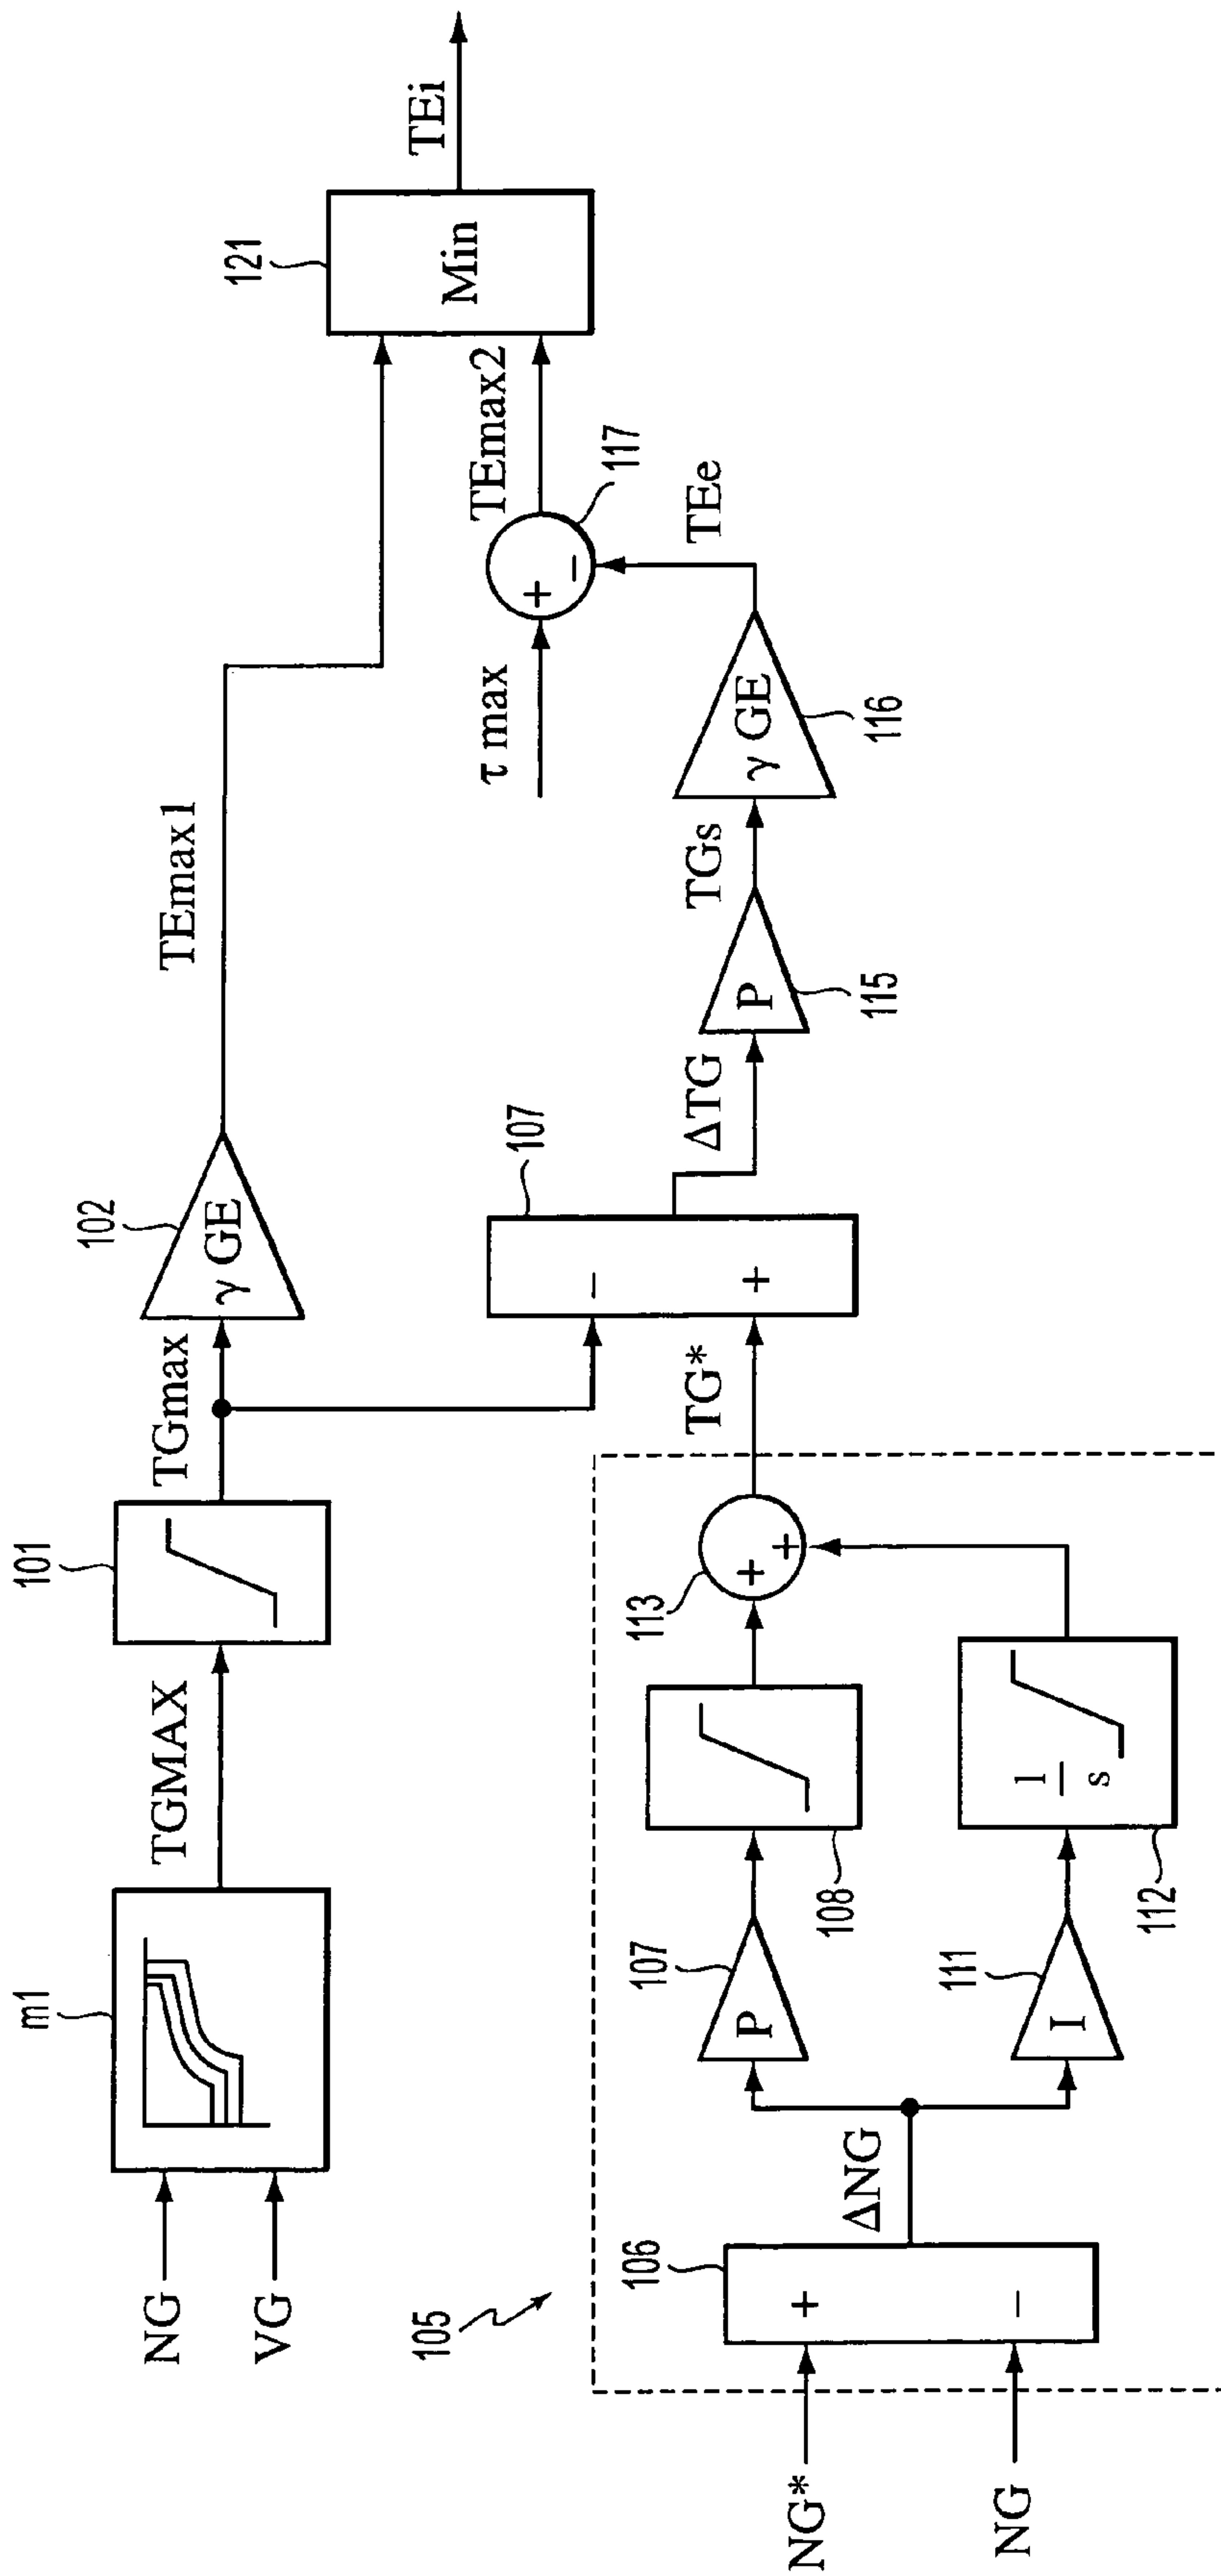 NG
VG
m1
TGMAX
101
TGmax
102
γ GE
TEmax1
121
Min
TEi
105
NG*
NG
106
+
−
ΔNG
107
P
108
111
I
112
1
s
113
+
+
TG*
107
−
+
ΔTG
P
115
TGs
γ GE
116
TEe
τ max
+
−
117
TEmax2